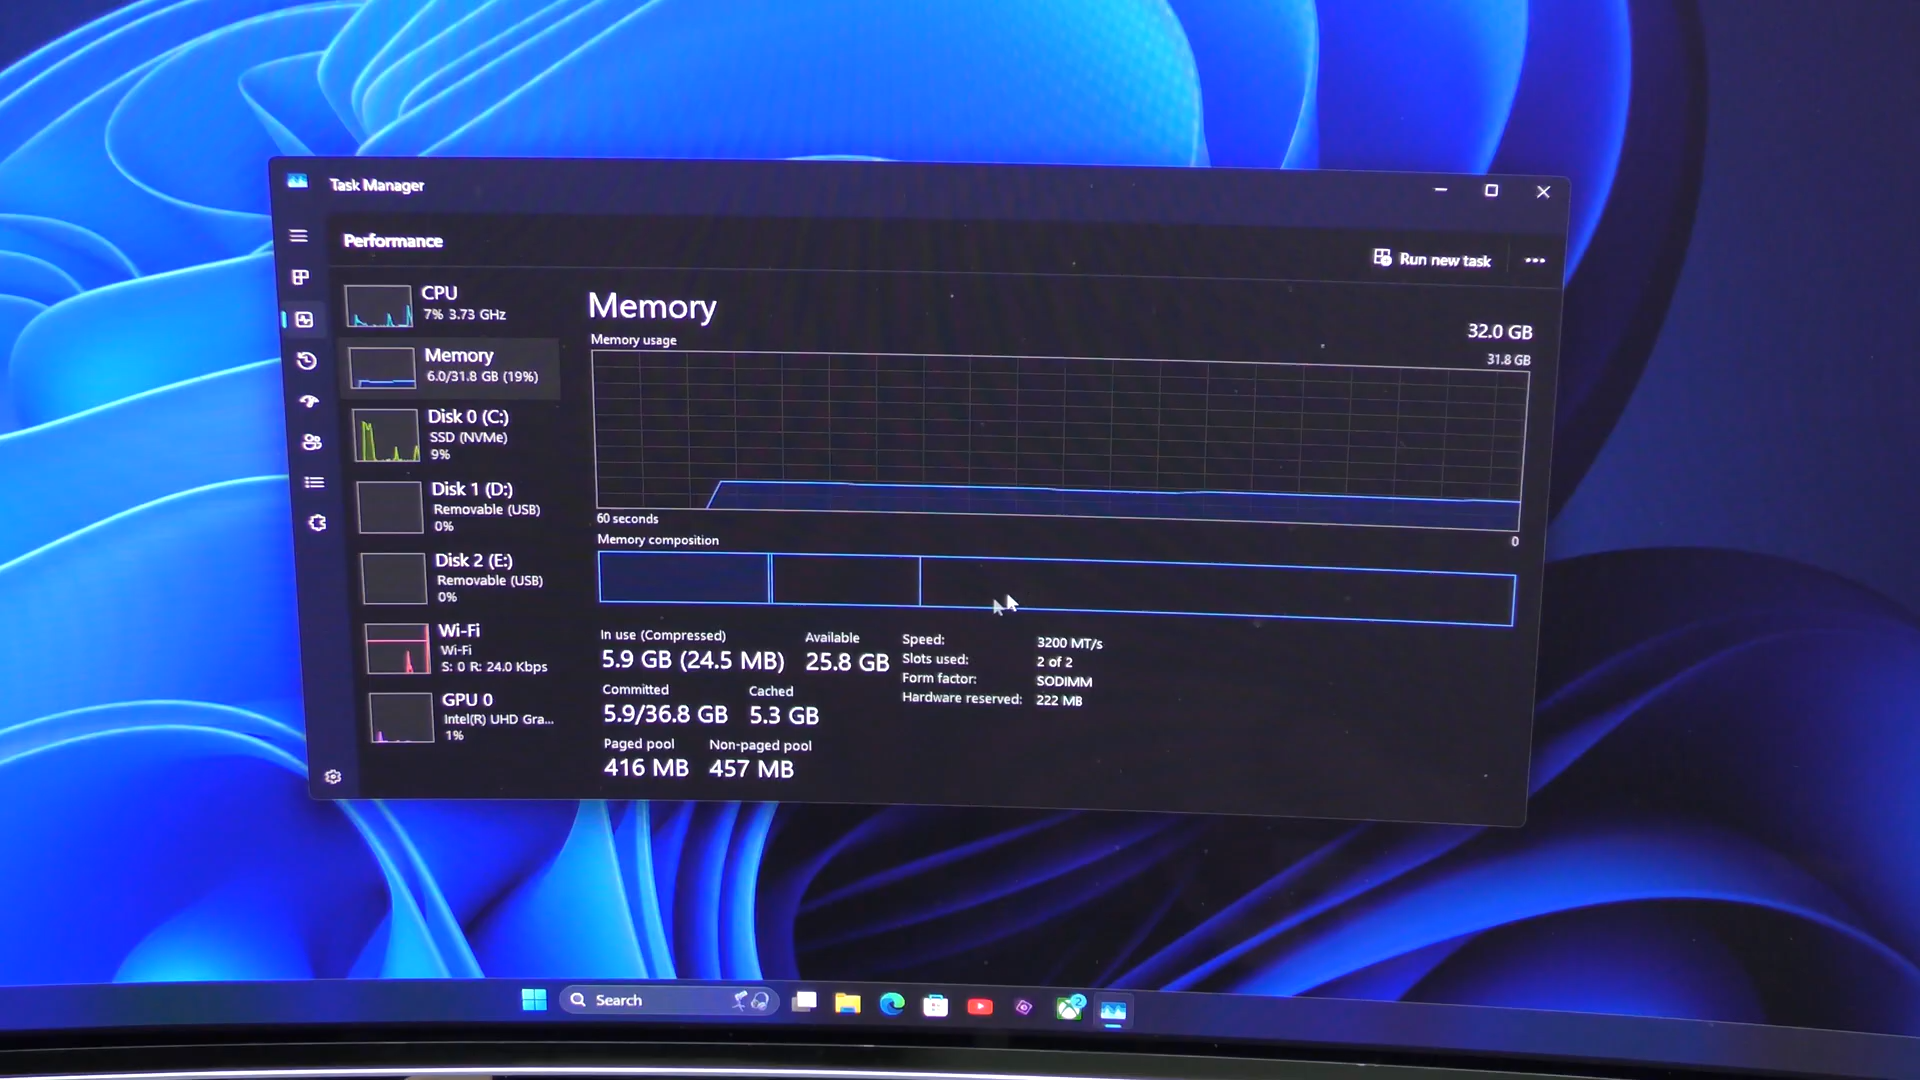 Task Manager
Performance
Run new task
CPU
7% 3.73 GHz
Memory
6.0/31.8 GB (19%)
Disk 0 (C:)
SSD (NVMe)
9%
Disk 1 (D:)
Removable (USB)
0%
Disk 2 (E:)
Removable (USB)
0%
Wi-Fi
Wi-Fi
S: 0 R: 24.0 Kbps
GPU 0
Intel(R) UHD Gra...
1%
Memory
32.0 GB
Memory usage
31.8 GB
60 seconds
0
Memory composition
In use (Compressed)
5.9 GB (24.5 MB)
Available
25.8 GB
Committed
5.9/36.8 GB
Cached
5.3 GB
Paged pool
416 MB
Non-paged pool
457 MB
Speed: 3200 MT/s
Slots used: 2 of 2
Form factor: SODIMM
Hardware reserved: 222 MB
Search
2